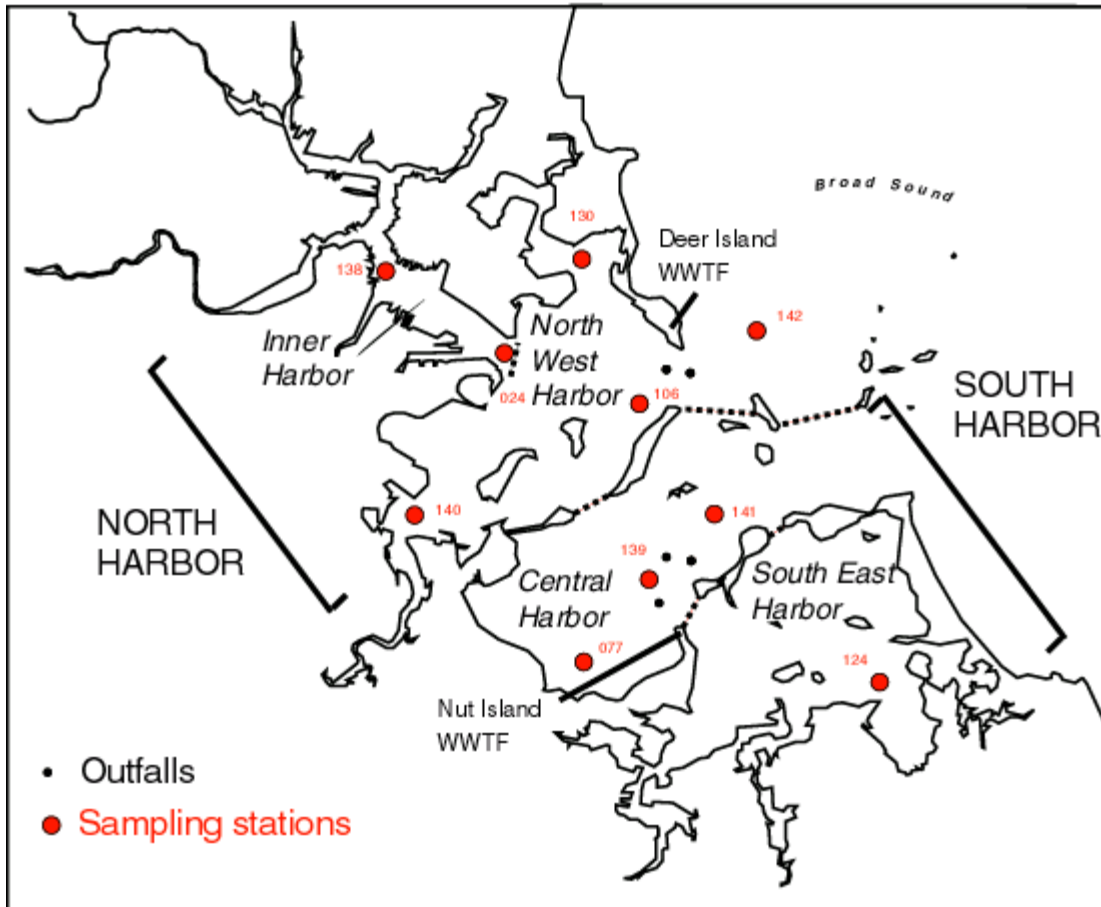 Broad Sound
130
Deer Island
WWTF
138
142
Inner
Harbor
North
West
Harbor
024
106
SOUTH
HARBOR
NORTH
HARBOR
140
141
139
Central
Harbor
South East
Harbor
077
124
Nut Island
WWTF
Outfalls
Sampling stations